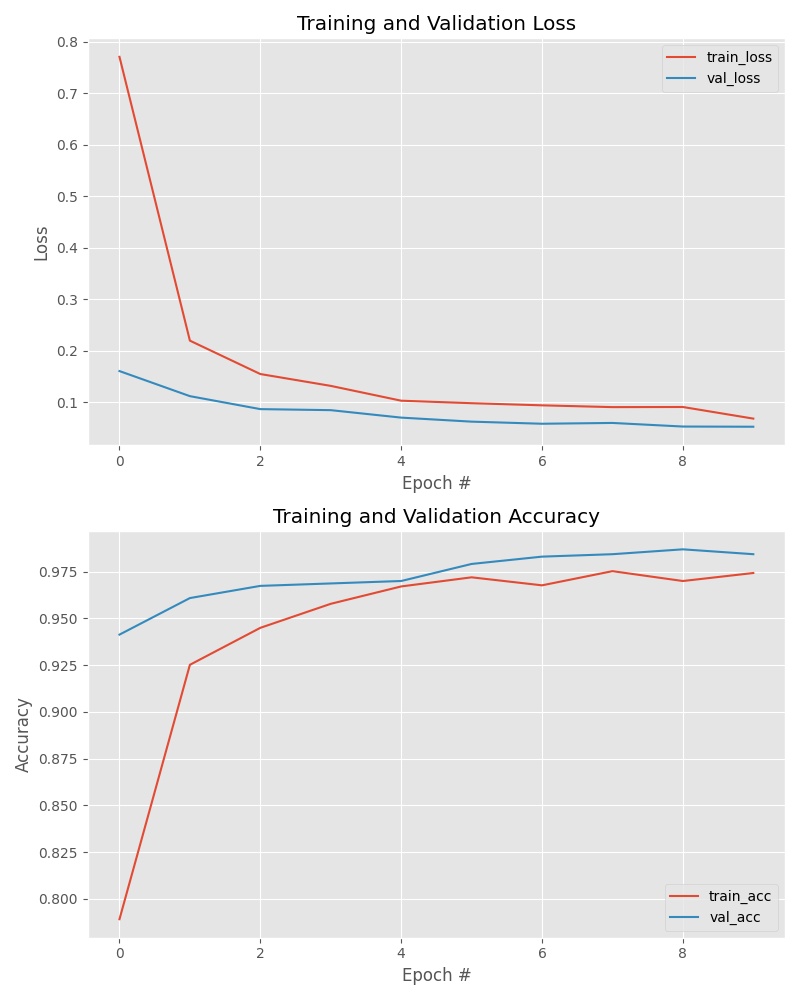 Training and Validation Loss
train_loss
val_loss
0.8
0.7
0.6
0.5
0.4
0.3
0.2
0.1
Loss
0 2 4 6 8
Epoch #
Training and Validation Accuracy
0.975
0.950
0.925
0.900
0.875
0.850
0.825
0.800
Accuracy
train_acc
val_acc
0 2 4 6 8
Epoch #